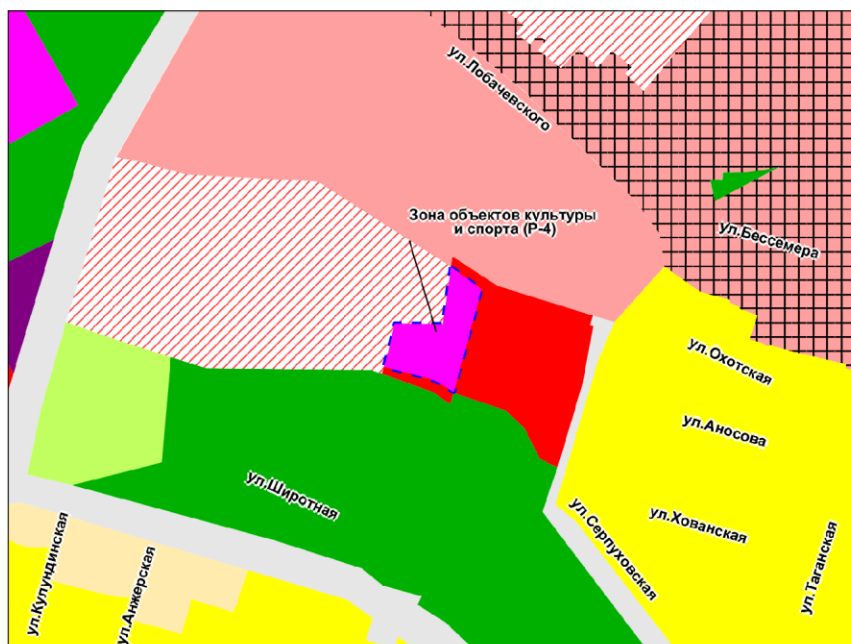 ул.Лобачевского
Зона объектов культуры
и спорта (Р-4)
ул.Бессемера
ул.Охотская
ул.Аносова
ул.Широтная
ул.Хованская
ул.Серпуховская
ул.Таганская
ул.Кулундинская
ул.Анжерская